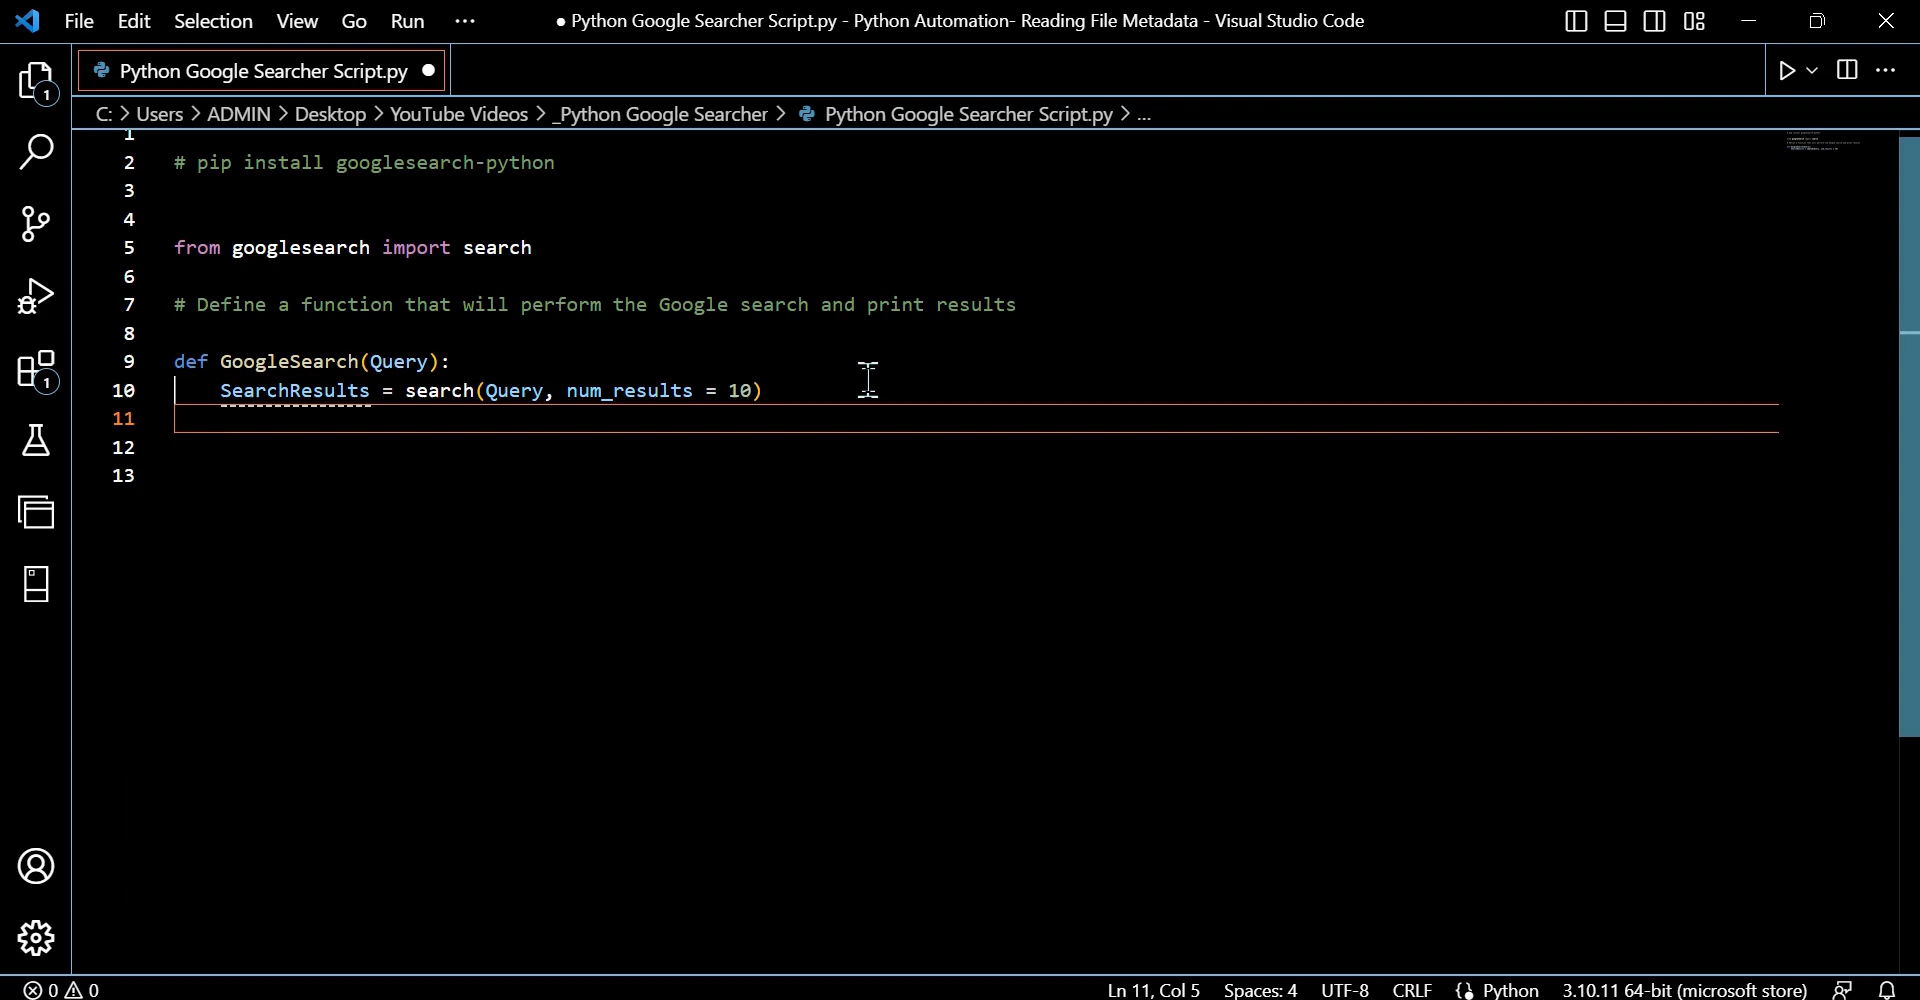 File Edit Selection View Go Run ··· ● Python Google Searcher Script.py - Python Automation- Reading File Metadata - Visual Studio Code
Python Google Searcher Script.py ●
C: > Users > ADMIN > Desktop > YouTube Videos > _Python Google Searcher > Python Google Searcher Script.py > ...
1
2 # pip install googlesearch-python
3
4
5 from googlesearch import search
6
7 # Define a function that will perform the Google search and print results
8
9 def GoogleSearch(Query):
10 SearchResults = search(Query, num_results = 10)
11
12
13
1
1
0 0 Ln 11, Col 5 Spaces: 4 UTF-8 CRLF {} Python 3.10.11 64-bit (microsoft store)